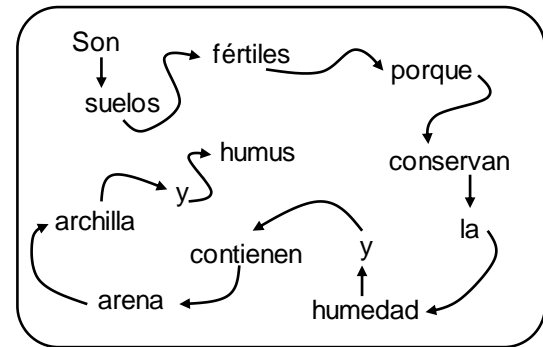 Son
suelos
fértiles
porque
conservan
la
humedad
y
contienen
arena
archilla
y
humus